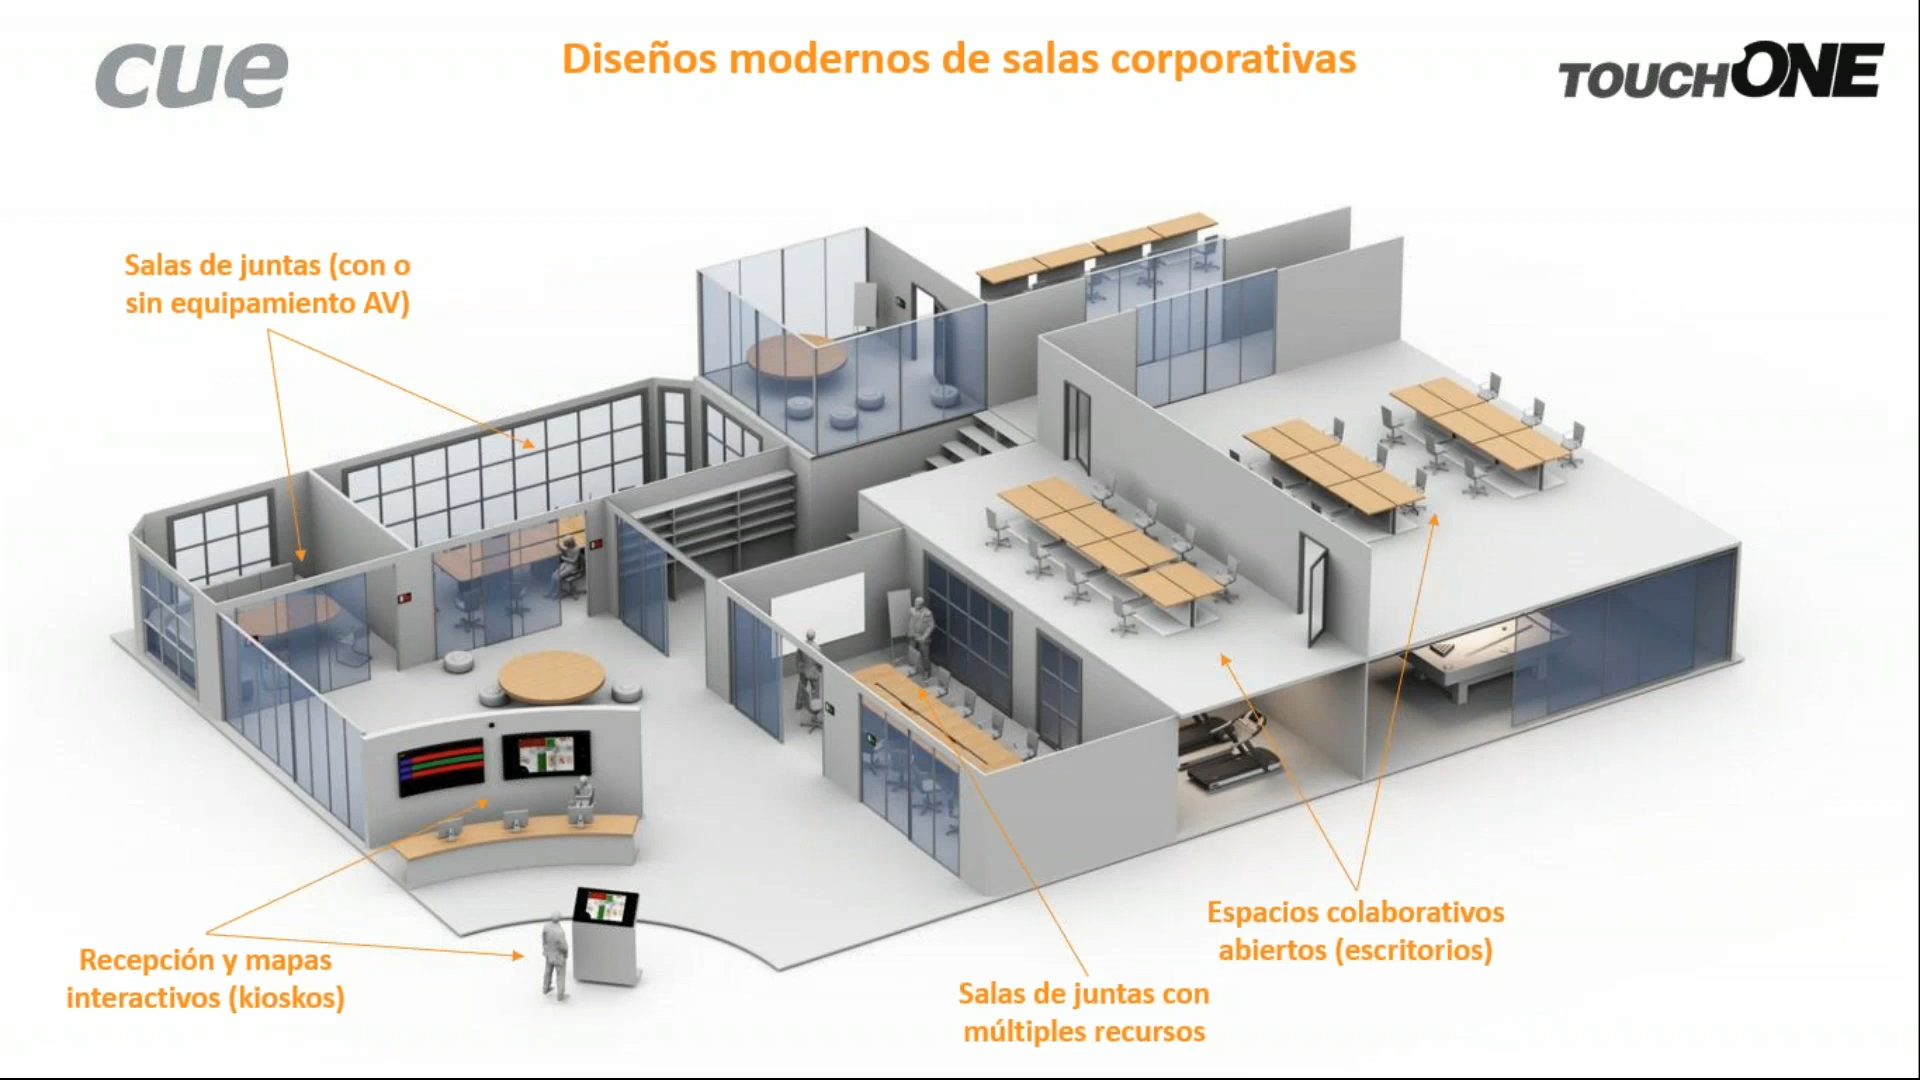 cue
Diseños modernos de salas corporativas
TOUCHONE
Salas de juntas (con o
sin equipamiento AV)
Recepción y mapas
interactivos (kioskos)
Salas de juntas con
múltiples recursos
Espacios colaborativos
abiertos (escritorios)